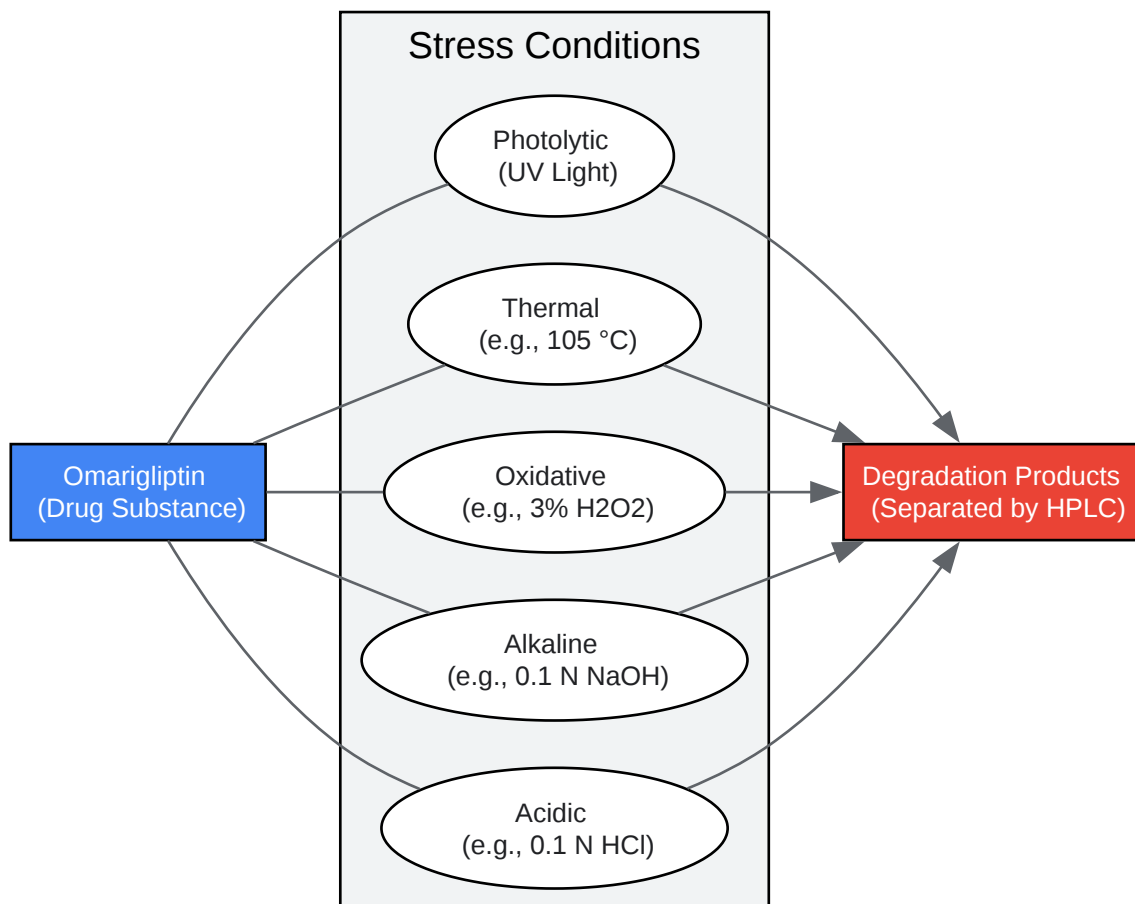 Stress Conditions
Photolytic
(UV Light)
Thermal
(e.g., 105 °C)
Omarigliptin
(Drug Substance)
Oxidative
(e.g., 3% H2O2)
Degradation Products
(Separated by HPLC)
Alkaline
(e.g., 0.1 N NaOH)
Acidic
(e.g., 0.1 N HCl)